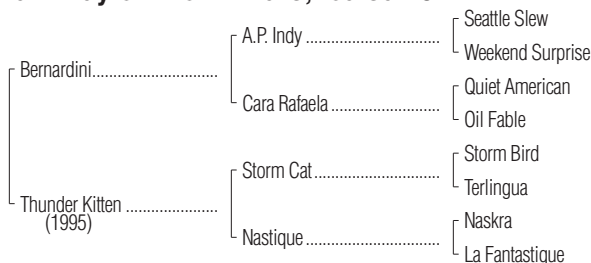 A.P. Indy
Seattle Slew
Weekend Surprise
Bernardini
Cara Rafaela
Quiet American
Oil Fable
Thunder Kitten
(1995)
Storm Cat
Storm Bird
Terlingua
Nastique
Naskra
La Fantastique